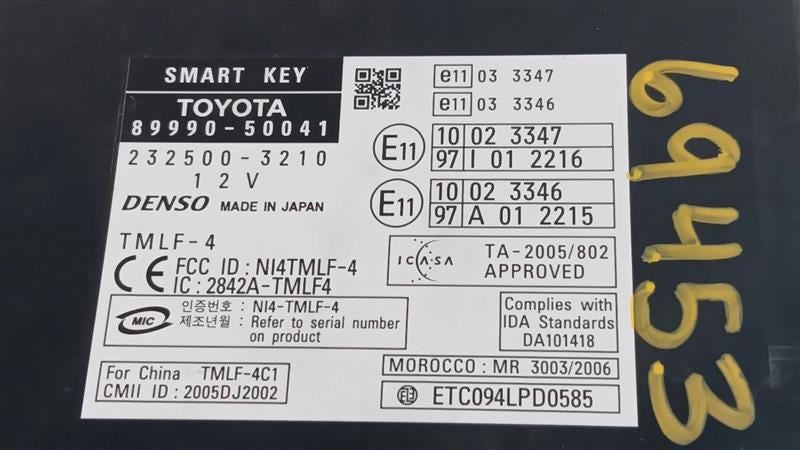 SMART KEY
TOYOTA
89990-50041
232500-3210
12V
DENSO MADE IN JAPAN
e11 03 3347
e11 03 3346
E11 10 02 3347
97 I 01 2216
E11 10 02 3346
97 A 01 2215
TMLF-4
CE FCC ID : NI4TMLF-4
IC : 2842A-TMLF4
ICASA TA-2005/802
APPROVED
MIC 인증번호 : NI4-TMLF-4
제조년월 : Refer to serial number
on product
Complies with
IDA Standards
DA101418
MOROCCO : MR 3003/2006
For China TMLF-4C1
CMII ID : 2005DJ2002
ETC094LPD0585
69453